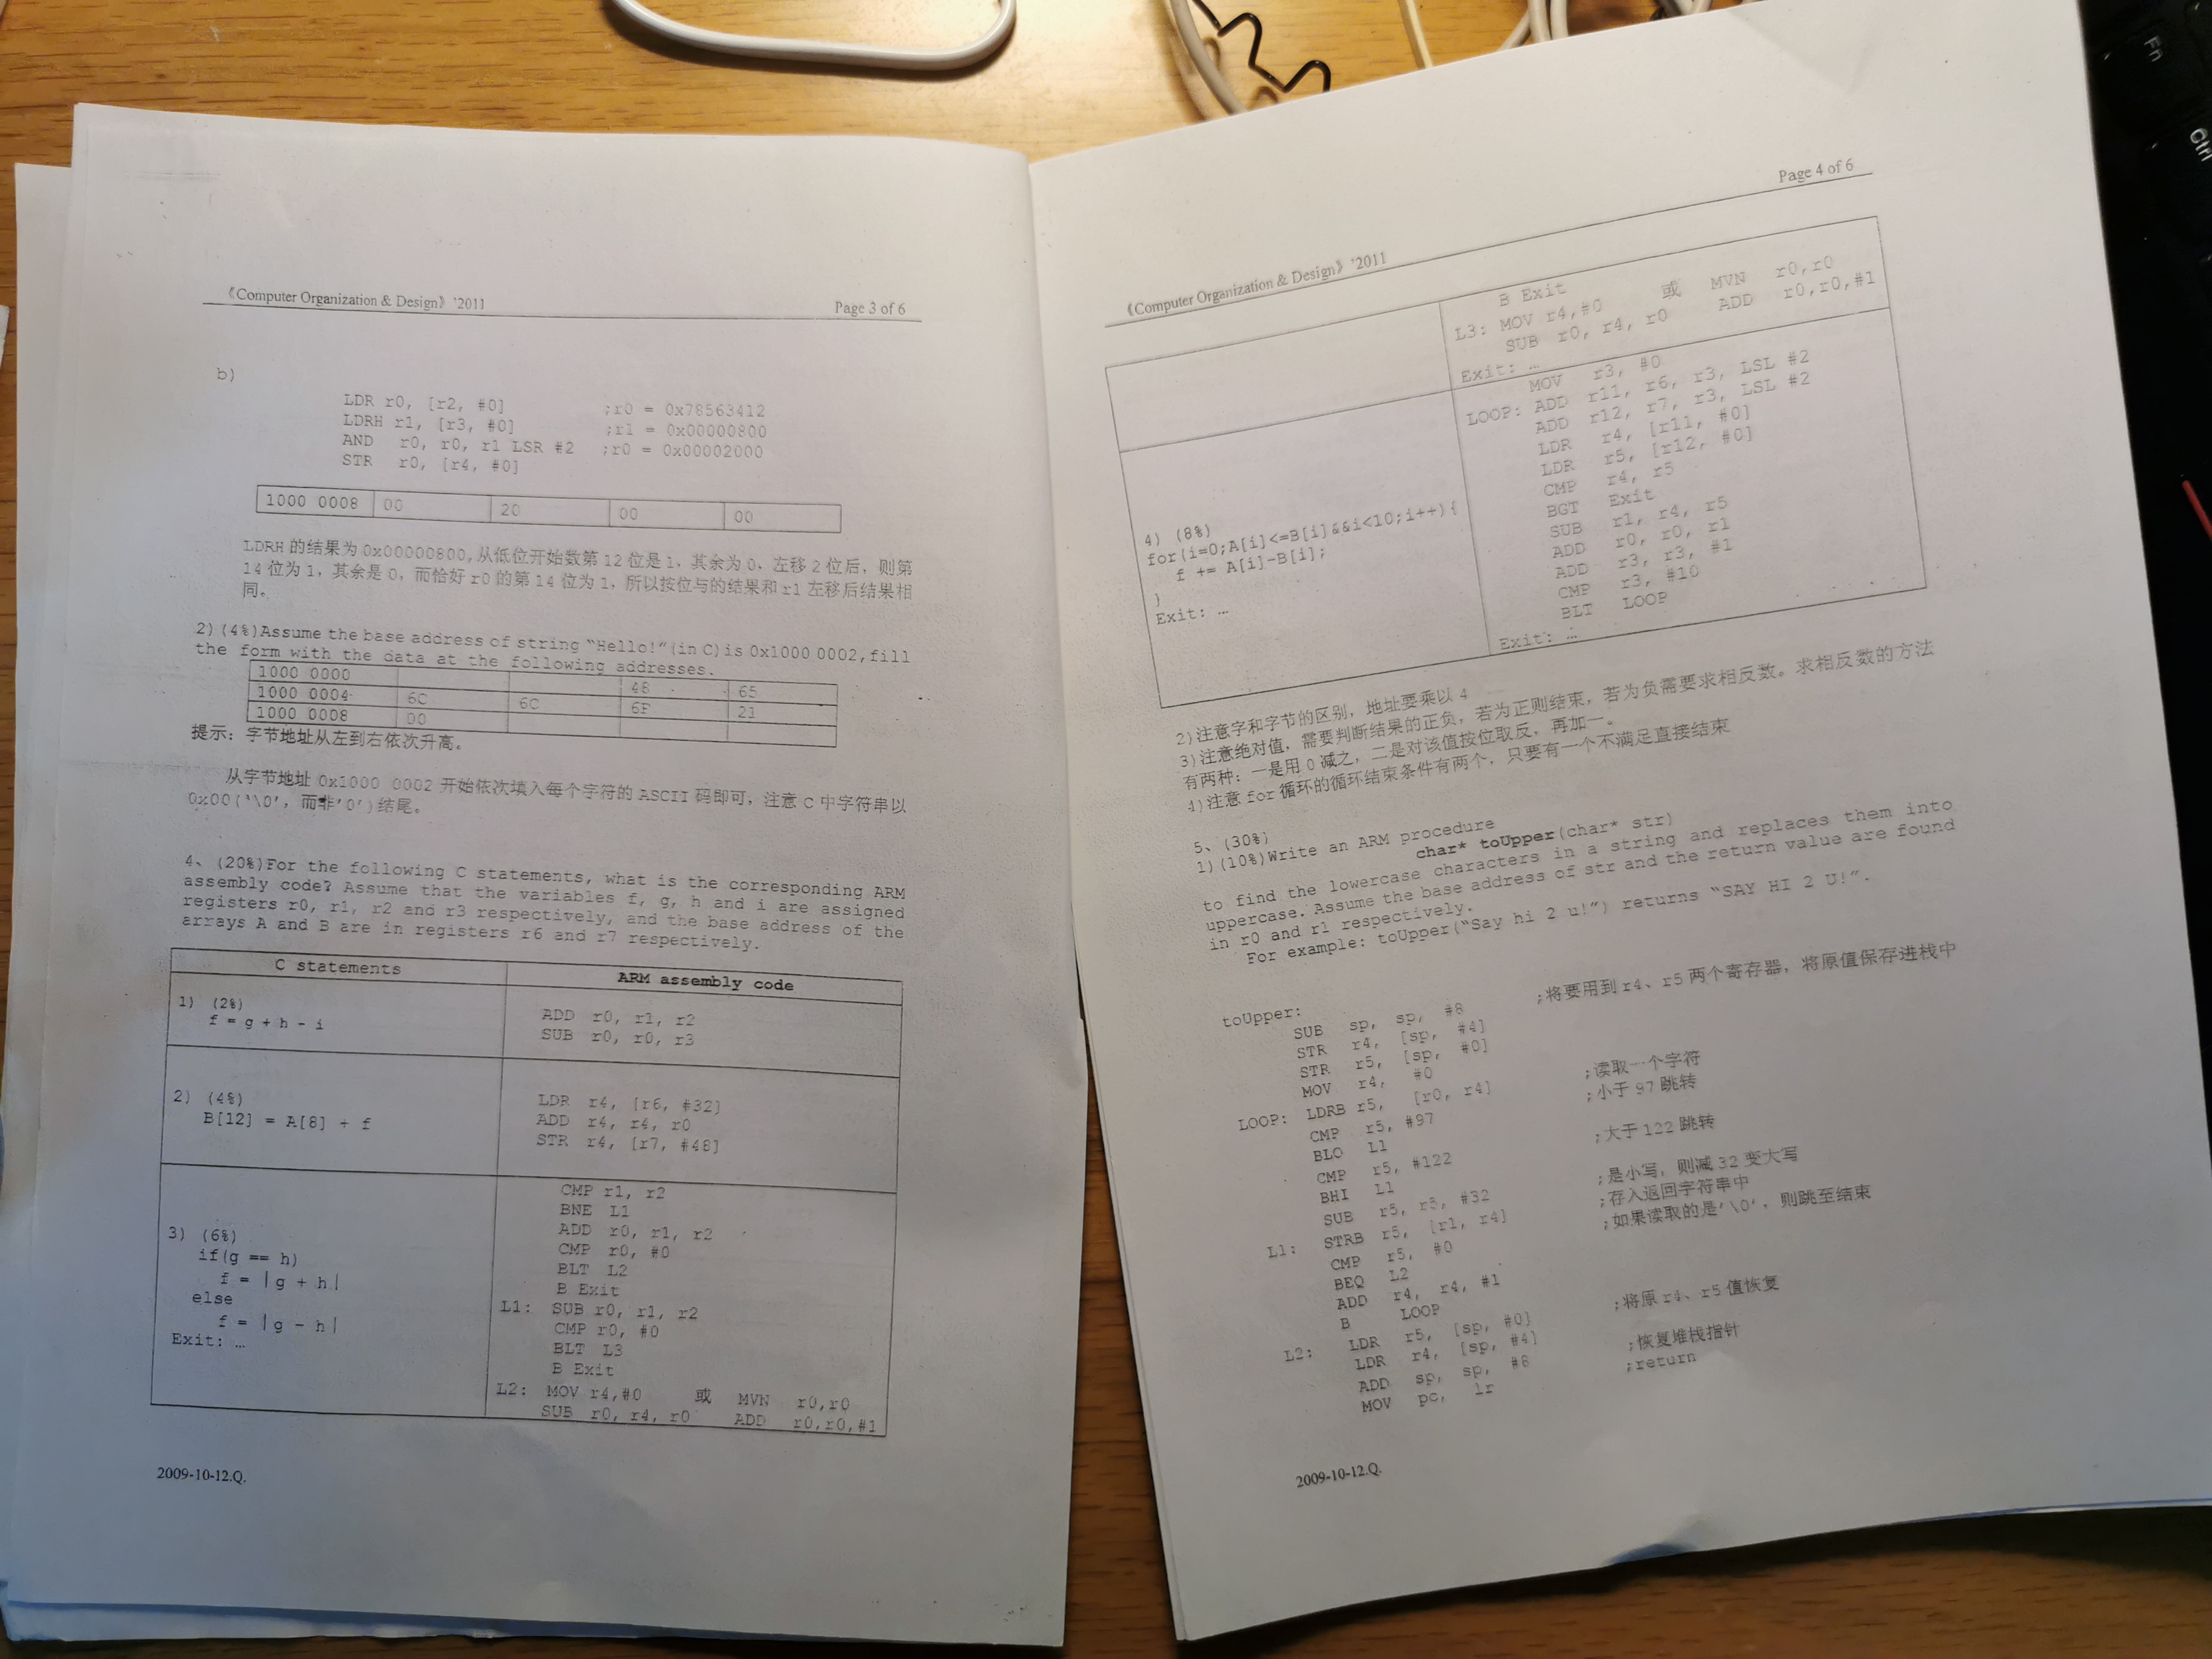 《Computer Organization & Design》'2011 Page 3 of 6
b)
LDR r0, [r2, #0] ;r0 = 0x78563412
LDRH r1, [r3, #0] ;r1 = 0x00000800
AND r0, r0, r1 LSR #2 ;r0 = 0x00002000
STR r0, [r4, #0]
1000 0008 00 20 00 00
LDRH 的结果为 0x00000800,从低位开始数第 12 位是 1，其余为 0，左移 2 位后，则第
14 位为 1，其余是 0，而恰好 r0 的第 14 位为 1，所以按位与的结果和 r1 左移后结果相
同。
2)(4%)Assume the base address of string "Hello!"(in C)is 0x1000 0002,fill
the form with the data at the following addresses.
1000 0000 48 65
1000 0004 6C 6C 6F 21
1000 0008 00
提示：字节地址从左到右依次升高。
从字节地址 0x1000 0002 开始依次填入每个字符的 ASCII 码即可，注意 C 中字符串以
0x00('\0'，而非'0')结尾。
4、(20%)For the following C statements, what is the corresponding ARM
assembly code? Assume that the variables f, g, h and i are assigned
registers r0, r1, r2 and r3 respectively, and the base address of the
arrays A and B are in registers r6 and r7 respectively.
C statements ARM assembly code
1) (2%)
f = g + h - i
ADD r0, r1, r2
SUB r0, r0, r3
2) (4%)
B[12] = A[8] + f
LDR r4, [r6, #32]
ADD r4, r4, r0
STR r4, [r7, #48]
3) (6%)
if(g == h)
f = |g + h|
else
f = |g - h|
Exit: …
CMP r1, r2
BNE L1
ADD r0, r1, r2
CMP r0, #0
BLT L2
B Exit
L1: SUB r0, r1, r2
CMP r0, #0
BLT L3
B Exit
L2: MOV r4,#0 或 MVN r0,r0
SUB r0, r4, r0 ADD r0,r0,#1
2009-10-12.Q.
《Computer Organization & Design》'2011 Page 4 of 6
B Exit
L3: MOV r4,#0 或 MVN r0,r0
SUB r0, r4, r0 ADD r0,r0,#1
Exit: …
4) (8%)
for(i=0;A[i]<=B[i]&&i<10;i++){
f += A[i]-B[i];
}
Exit: …
MOV r3, #0
LOOP: ADD r11, r6, r3, LSL #2
ADD r12, r7, r3, LSL #2
LDR r4, [r11, #0]
LDR r5, [r12, #0]
CMP r4, r5
BGT Exit
SUB r1, r4, r5
ADD r0, r0, r1
ADD r3, r3, #1
CMP r3, #10
BLT LOOP
Exit: …
2)注意字和字节的区别，地址要乘以 4
3)注意绝对值，需要判断结果的正负，若为正则结束，若为负需要求相反数。求相反数的方法
有两种：一是用 0 减之，二是对该值按位取反，再加一。
4)注意 for 循环的循环结束条件有两个，只要有一个不满足直接结束
5、(30%)
1)(10%)Write an ARM procedure
char* toUpper(char* str)
to find the lowercase characters in a string and replaces them into
uppercase. Assume the base address of str and the return value are found
in r0 and r1 respectively.
For example: toUpper("Say hi 2 u!") returns "SAY HI 2 U!".
toUpper: ;将要用到 r4、r5 两个寄存器，将原值保存进栈中
SUB sp, sp, #8
STR r4, [sp, #4]
STR r5, [sp, #0]
MOV r4, #0
LOOP: LDRB r5, [r0, r4] ;读取一个字符
CMP r5, #97 ;小于 97 跳转
BLO L1
CMP r5, #122 ;大于 122 跳转
BHI L1
SUB r5, r5, #32 ;是小写，则减 32 变大写
L1: STRB r5, [r1, r4] ;存入返回字符串中
CMP r5, #0 ;如果读取的是'\0'，则跳至结束
BEQ L2
ADD r4, r4, #1
B LOOP
L2: LDR r5, [sp, #0] ;将原 r4、r5 值恢复
LDR r4, [sp, #4]
ADD sp, sp, #8 ;恢复堆栈指针
MOV pc, lr ;return
2009-10-12.Q.
Fn
Ctrl